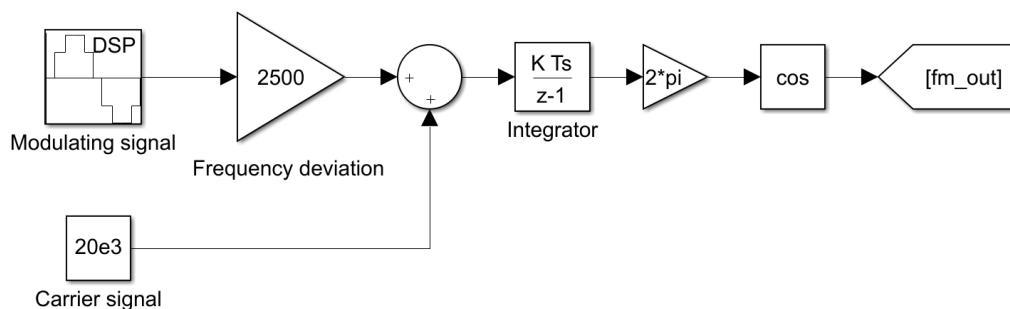 DSP
Modulating signal
2500
Frequency deviation
+
+
K Ts
z-1
Integrator
2*pi
cos
[fm_out]
20e3
Carrier signal